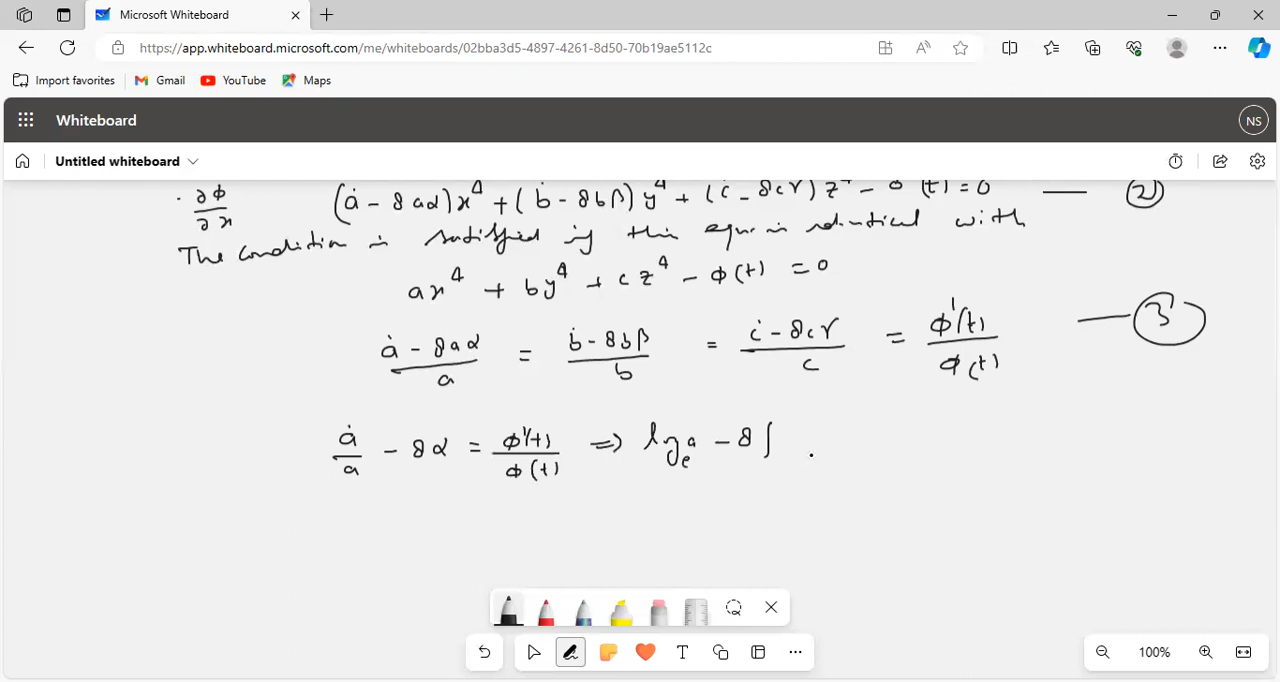 Microsoft Whiteboard
https://app.whiteboard.microsoft.com/me/whiteboards/02bba3d5-4897-4261-8d50-70b19ae5112c
Import favorites Gmail YouTube Maps
Whiteboard NS
Untitled whiteboard
∂ϕ/∂x (ȧ - 8aα)x⁴ + (ḃ - 8bβ)y⁴ + (ċ - 8cγ)z⁴ - (t) = 0 — ②
The condition is satisfied if this eqn is identical with
ax⁴ + by⁴ + cz⁴ - ϕ(t) = 0
(ȧ - 8aα)/a = (ḃ - 8bβ)/b = (ċ - 8cγ)/c = ϕ'(t)/ϕ(t) — ③
ȧ/a - 8α = ϕ'(t)/ϕ(t) ⇒ logₑ a - 8∫
100%